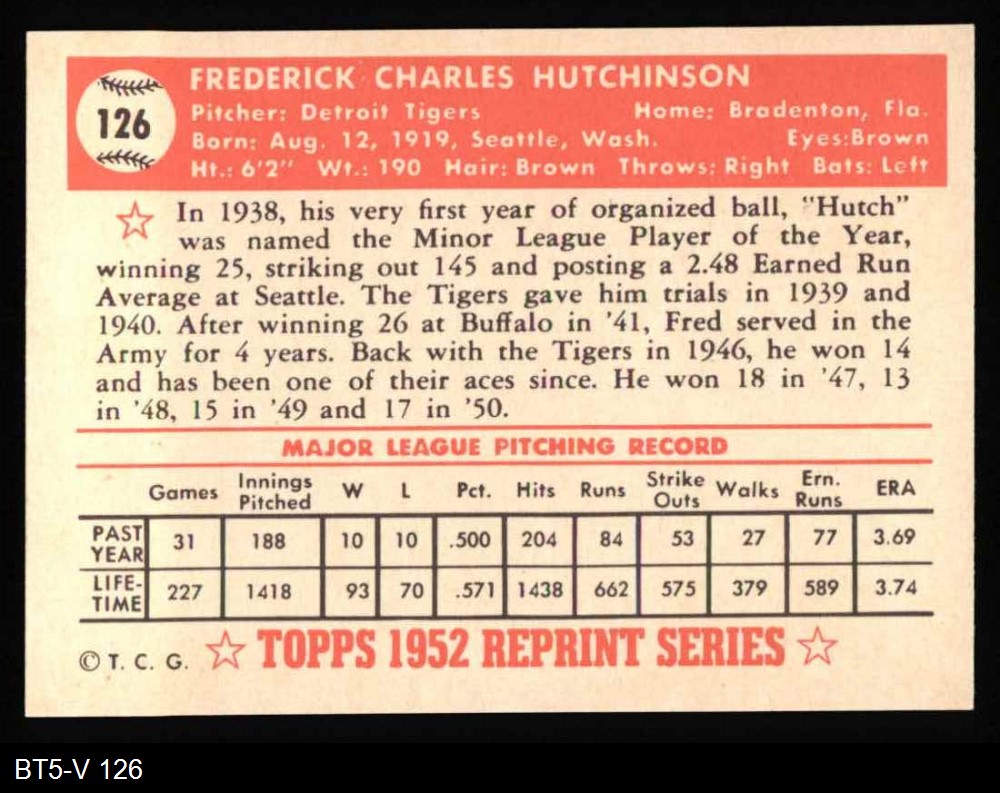 126
FREDERICK CHARLES HUTCHINSON
Pitcher: Detroit Tigers Home: Bradenton, Fla.
Born: Aug. 12, 1919, Seattle, Wash. Eyes:Brown
Ht.: 6'2" Wt.: 190 Hair: Brown Throws: Right Bats: Left
In 1938, his very first year of organized ball, "Hutch"
was named the Minor League Player of the Year,
winning 25, striking out 145 and posting a 2.48 Earned Run
Average at Seattle. The Tigers gave him trials in 1939 and
1940. After winning 26 at Buffalo in '41, Fred served in the
Army for 4 years. Back with the Tigers in 1946, he won 14
and has been one of their aces since. He won 18 in '47, 13
in '48, 15 in '49 and 17 in '50.
MAJOR LEAGUE PITCHING RECORD
Games Innings Pitched W L Pct. Hits Runs Strike Outs Walks Ern. Runs ERA
PAST YEAR 31 188 10 10 .500 204 84 53 27 77 3.69
LIFE-TIME 227 1418 93 70 .571 1438 662 575 379 589 3.74
© T. C. G. TOPPS 1952 REPRINT SERIES
BT5-V 126